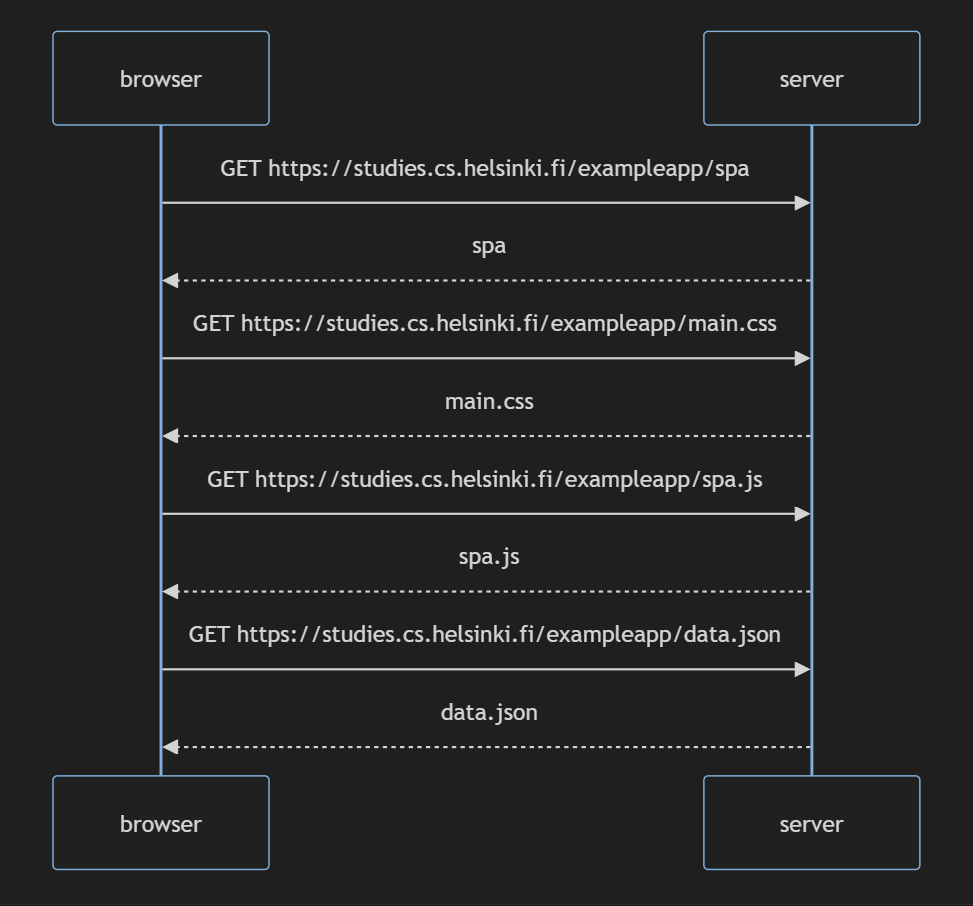 browser
server
GET https://studies.cs.helsinki.fi/exampleapp/spa
spa
GET https://studies.cs.helsinki.fi/exampleapp/main.css
main.css
GET https://studies.cs.helsinki.fi/exampleapp/spa.js
spa.js
GET https://studies.cs.helsinki.fi/exampleapp/data.json
data.json
browser
server